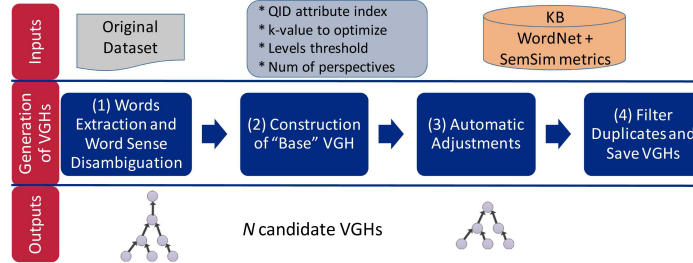 Inputs
Original
Dataset
* QID attribute index
* k-value to optimize
* Levels threshold
* Num of perspectives
KB
WordNet +
SemSim metrics
Generation
of VGHs
(1) Words
Extraction and
Word Sense
Disambiguation
(2) Construction
of “Base” VGH
(3) Automatic
Adjustments
(4) Filter
Duplicates and
Save VGHs
Outputs
N candidate VGHs